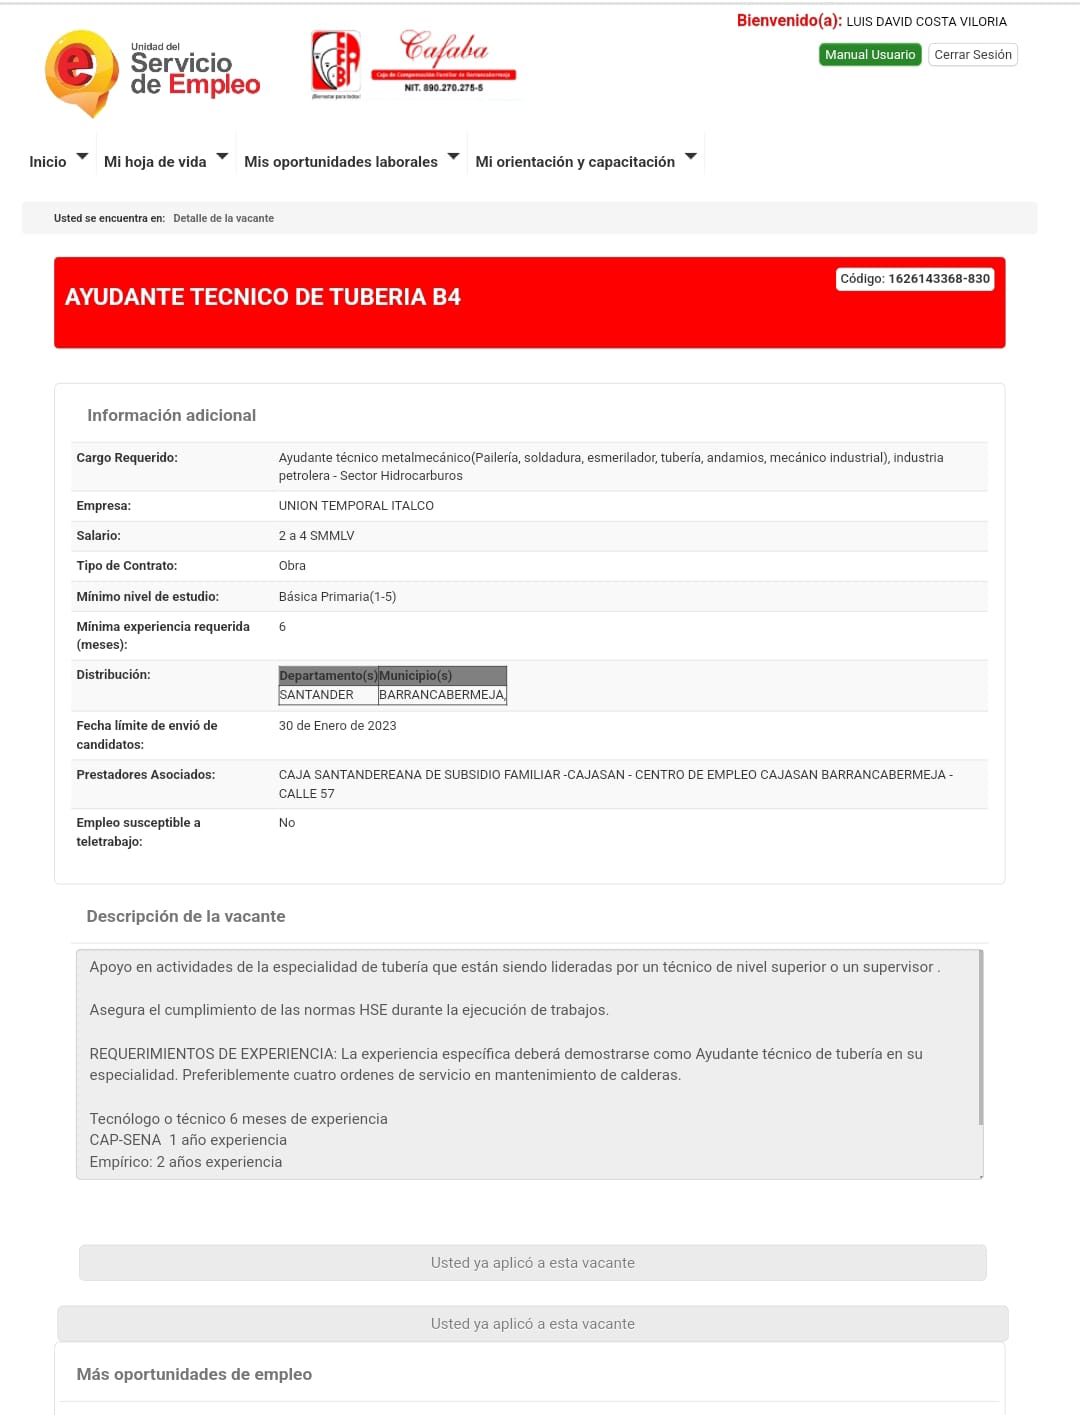 Bienvenido(a): LUIS DAVID COSTA VILORIA
Manual Usuario Cerrar Sesión
e
Unidad del
Servicio
de Empleo
Cafaba
Caja de Compensación Familiar de Barrancabermeja
NIT. 890.270.275-5
¡Bienestar para todos!
Inicio Mi hoja de vida Mis oportunidades laborales Mi orientación y capacitación
Usted se encuentra en: Detalle de la vacante
Código: 1626143368-830
AYUDANTE TECNICO DE TUBERIA B4
Información adicional
Cargo Requerido: Ayudante técnico metalmecánico(Pailería, soldadura, esmerilador, tubería, andamios, mecánico industrial), industria
petrolera - Sector Hidrocarburos
Empresa: UNION TEMPORAL ITALCO
Salario: 2 a 4 SMMLV
Tipo de Contrato: Obra
Mínimo nivel de estudio: Básica Primaria(1-5)
Mínima experiencia requerida 6
(meses):
Distribución: Departamento(s) Municipio(s)
SANTANDER BARRANCABERMEJA,
Fecha límite de envió de 30 de Enero de 2023
candidatos:
Prestadores Asociados: CAJA SANTANDEREANA DE SUBSIDIO FAMILIAR -CAJASAN - CENTRO DE EMPLEO CAJASAN BARRANCABERMEJA -
CALLE 57
Empleo susceptible a No
teletrabajo:
Descripción de la vacante
Apoyo en actividades de la especialidad de tubería que están siendo lideradas por un técnico de nivel superior o un supervisor .
Asegura el cumplimiento de las normas HSE durante la ejecución de trabajos.
REQUERIMIENTOS DE EXPERIENCIA: La experiencia específica deberá demostrarse como Ayudante técnico de tubería en su
especialidad. Preferiblemente cuatro ordenes de servicio en mantenimiento de calderas.
Tecnólogo o técnico 6 meses de experiencia
CAP-SENA  1 año experiencia
Empírico: 2 años experiencia
Usted ya aplicó a esta vacante
Usted ya aplicó a esta vacante
Más oportunidades de empleo